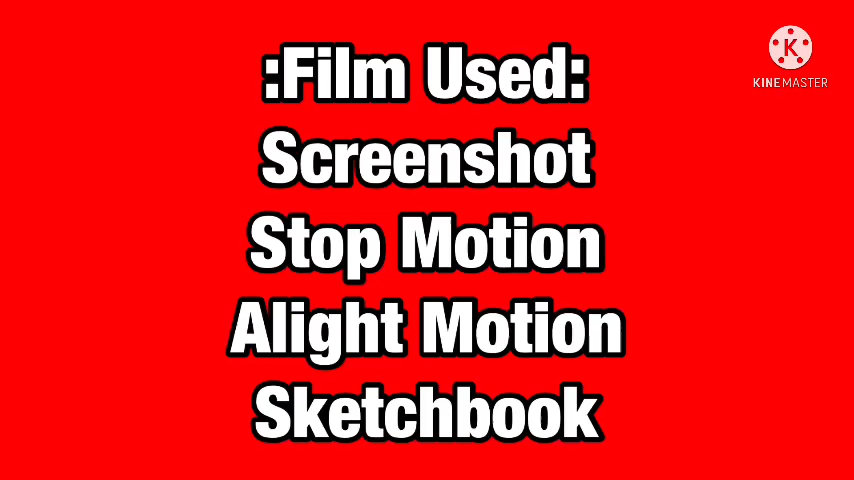 :Film Used:
Screenshot
Stop Motion
Alight Motion
Sketchbook
K
KINEMASTER